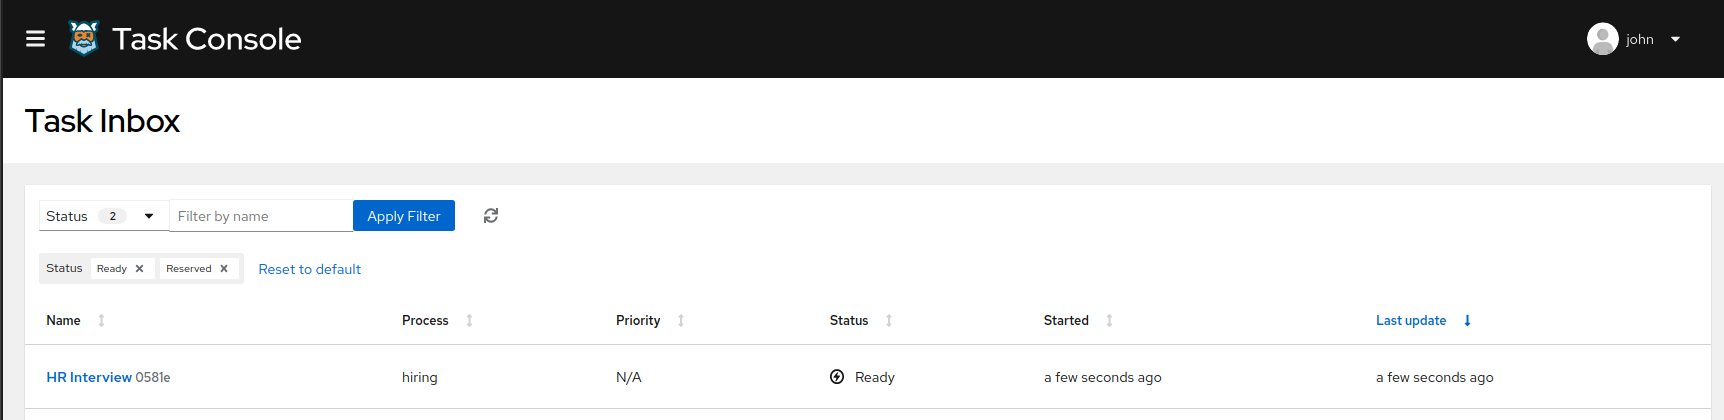 Task Console
john
Task Inbox
Status 2 Filter by name Apply Filter
Status Ready Reserved Reset to default
Name Process Priority Status Started Last update
HR Interview 0581e hiring N/A Ready a few seconds ago a few seconds ago